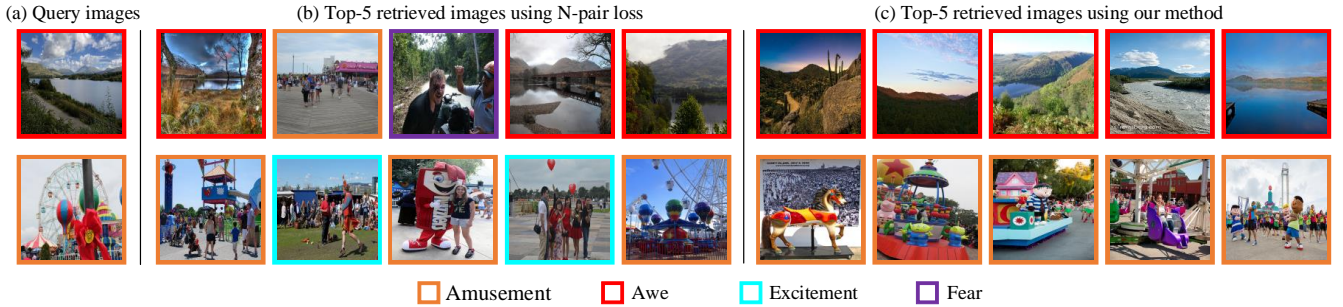 (a) Query images
(b) Top-5 retrieved images using N-pair loss
(c) Top-5 retrieved images using our method
Amusement
Awe
Excitement
Fear